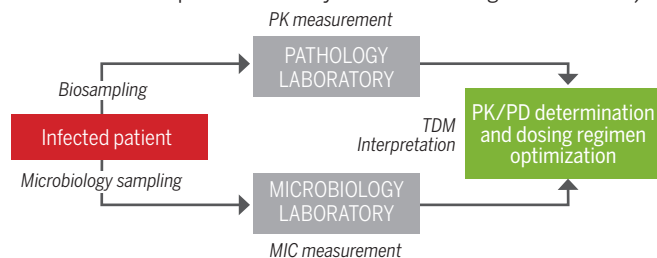 PK measurement
PATHOLOGY
LABORATORY
Biosampling
Infected patient
Microbiology sampling
TDM
Interpretation
PK/PD determination
and dosing regimen
optimization
MICROBIOLOGY
LABORATORY
MIC measurement